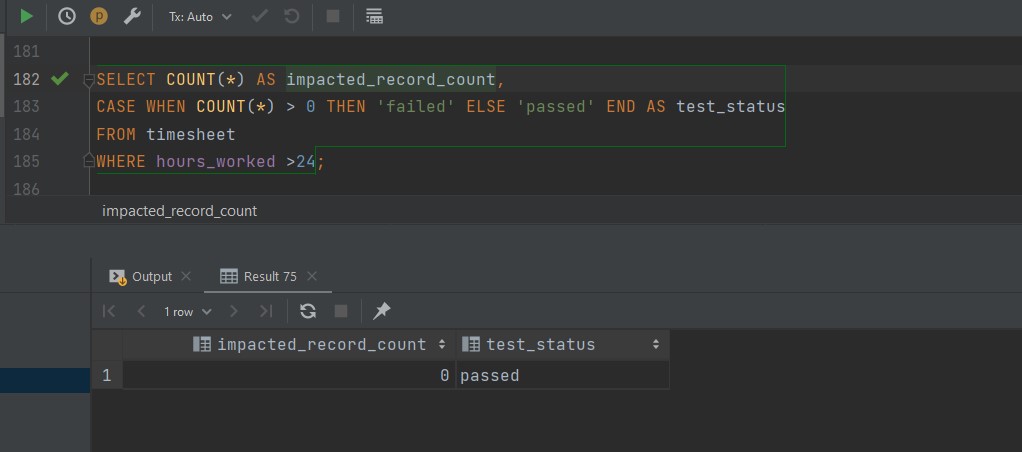 Tx: Auto
181
182 SELECT COUNT(*) AS impacted_record_count,
183 CASE WHEN COUNT(*) > 0 THEN 'failed' ELSE 'passed' END AS test_status
184 FROM timesheet
185 WHERE hours_worked >24;
186
impacted_record_count
Output Result 75
1 row
impacted_record_count test_status
1 0 passed